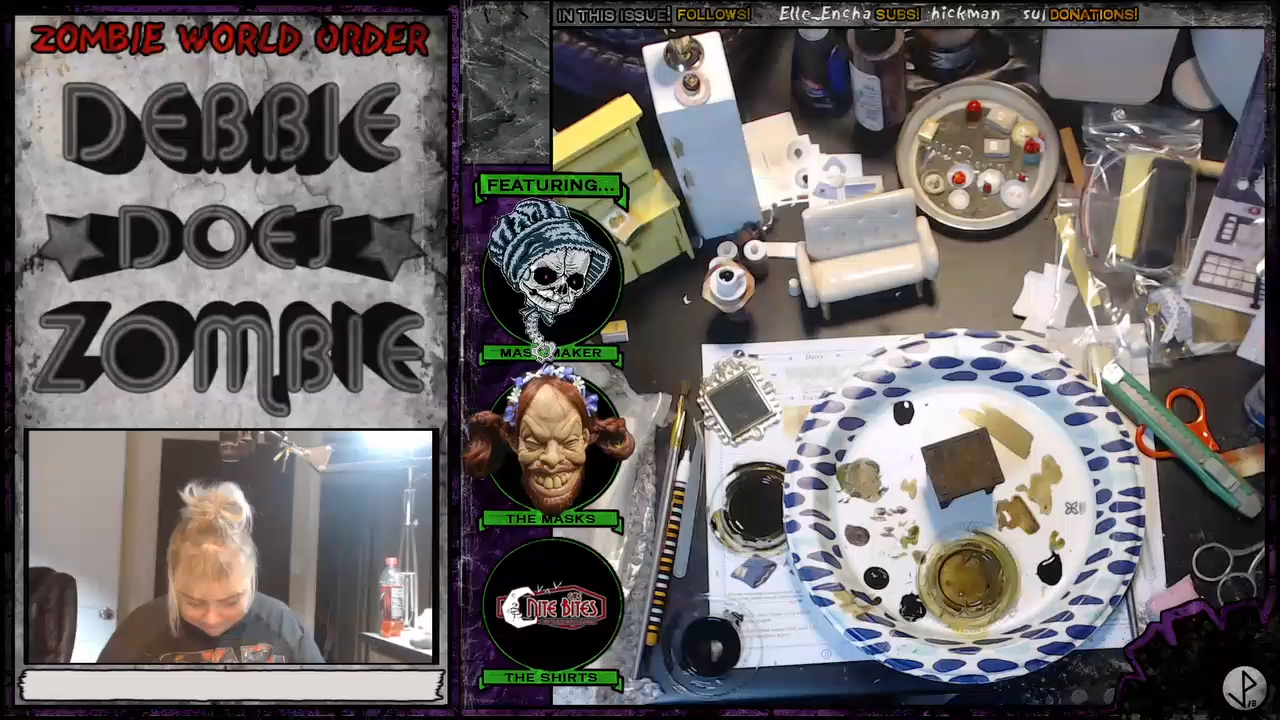 IN THIS ISSUE! FOLLOWS! Elle_Encha SUBS! hickman su DONATIONS!
ZOMBIE WORLD ORDER
DEBBIE
DOES
ZOMBIE
FEATURING...
MASK MAKER
THE MASKS
NITE BITES
THE SHIRTS